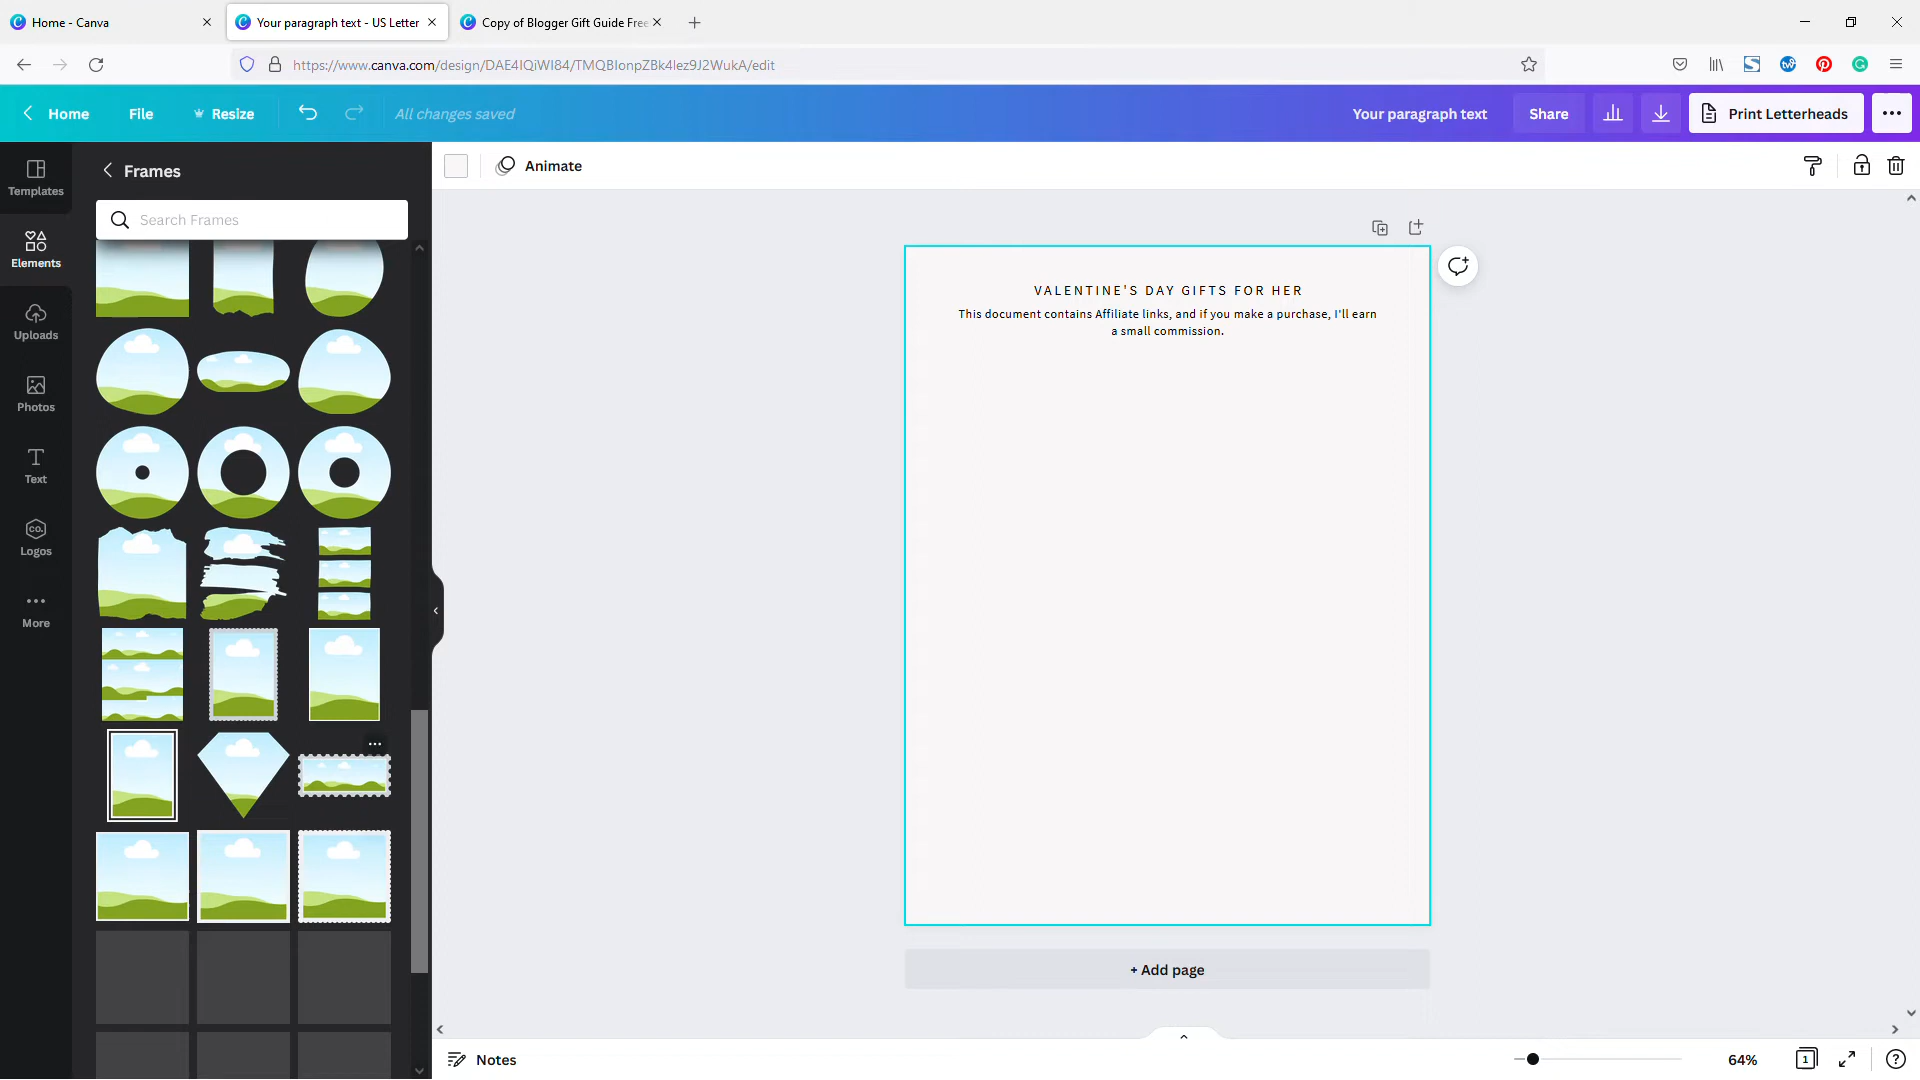 Home - Canva
Your paragraph text - US Letter
Copy of Blogger Gift Guide Free
https://www.canva.com/design/DAE4IQiWI84/TMQBIonpZBk4lez9J2WukA/edit
Home
File
Resize
All changes saved
Your paragraph text
Share
Print Letterheads
Templates
Elements
Uploads
Photos
Text
CO.
Logos
More
Frames
Search Frames
Animate
VALENTINE'S DAY GIFTS FOR HER
This document contains Affiliate links, and if you make a purchase, I'll earn
a small commission.
+ Add page
Notes
64%
1